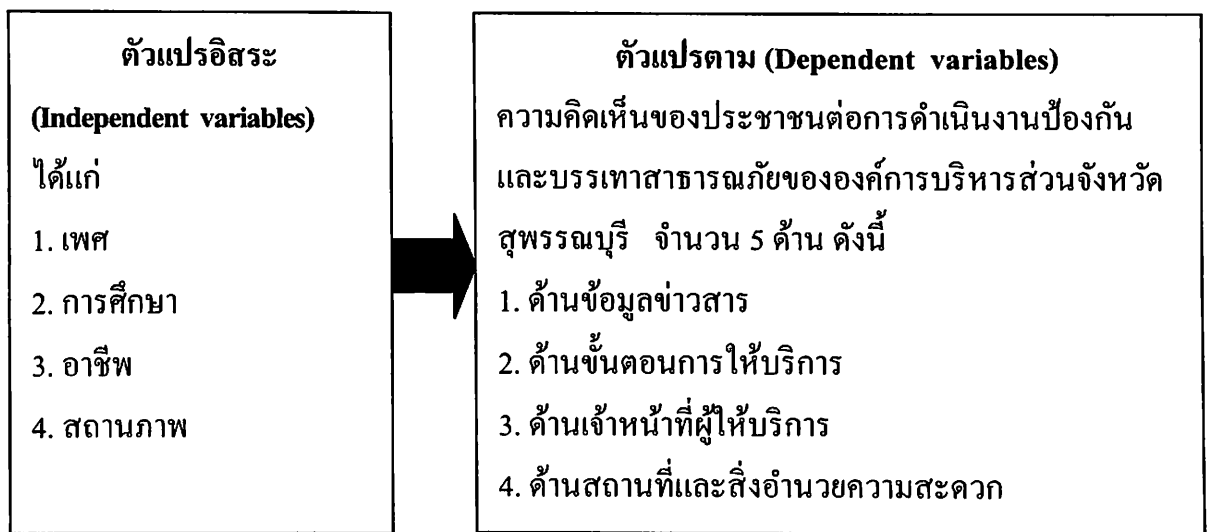 ตัวแปรอิสระ
(Independent variables)
ได้แก่
1. เพศ
2. การศึกษา
3. อาชีพ
4. สถานภาพ
ตัวแปรตาม (Dependent variables)
ความคิดเห็นของประชาชนต่อการดำเนินงานป้องกัน
และบรรเทาสาธารณภัยขององค์การบริหารส่วนจังหวัด
สุพรรณบุรี จำนวน 5 ด้าน ดังนี้
1. ด้านข้อมูลข่าวสาร
2. ด้านขั้นตอนการให้บริการ
3. ด้านเจ้าหน้าที่ผู้ให้บริการ
4. ด้านสถานที่และสิ่งอำนวยความสะดวก